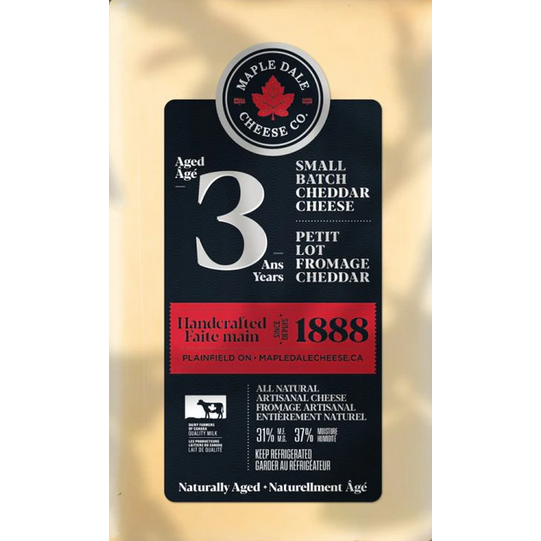 MAPLE DALE
CHEESE CO.
Aged
Âgé
3
Ans
Years
SMALL
BATCH
CHEDDAR
CHEESE
PETIT
LOT
FROMAGE
CHEDDAR
Handcrafted
Faite main
SINCE
DEPUIS
1888
PLAINFIELD ON • MAPLEDALECHEESE.CA
DAIRY FARMERS
OF CANADA
QUALITY MILK
LES PRODUCTEURS
LAITIERS DU CANADA
LAIT DE QUALITÉ
ALL NATURAL
ARTISANAL CHEESE
FROMAGE ARTISANAL
ENTIÈREMENT NATUREL
31% M.F. 37% MOISTURE
M.G. HUMIDITÉ
KEEP REFRIGERATED
GARDER AU RÉFRIGÉATEUR
Naturally Aged • Naturellment Âgé